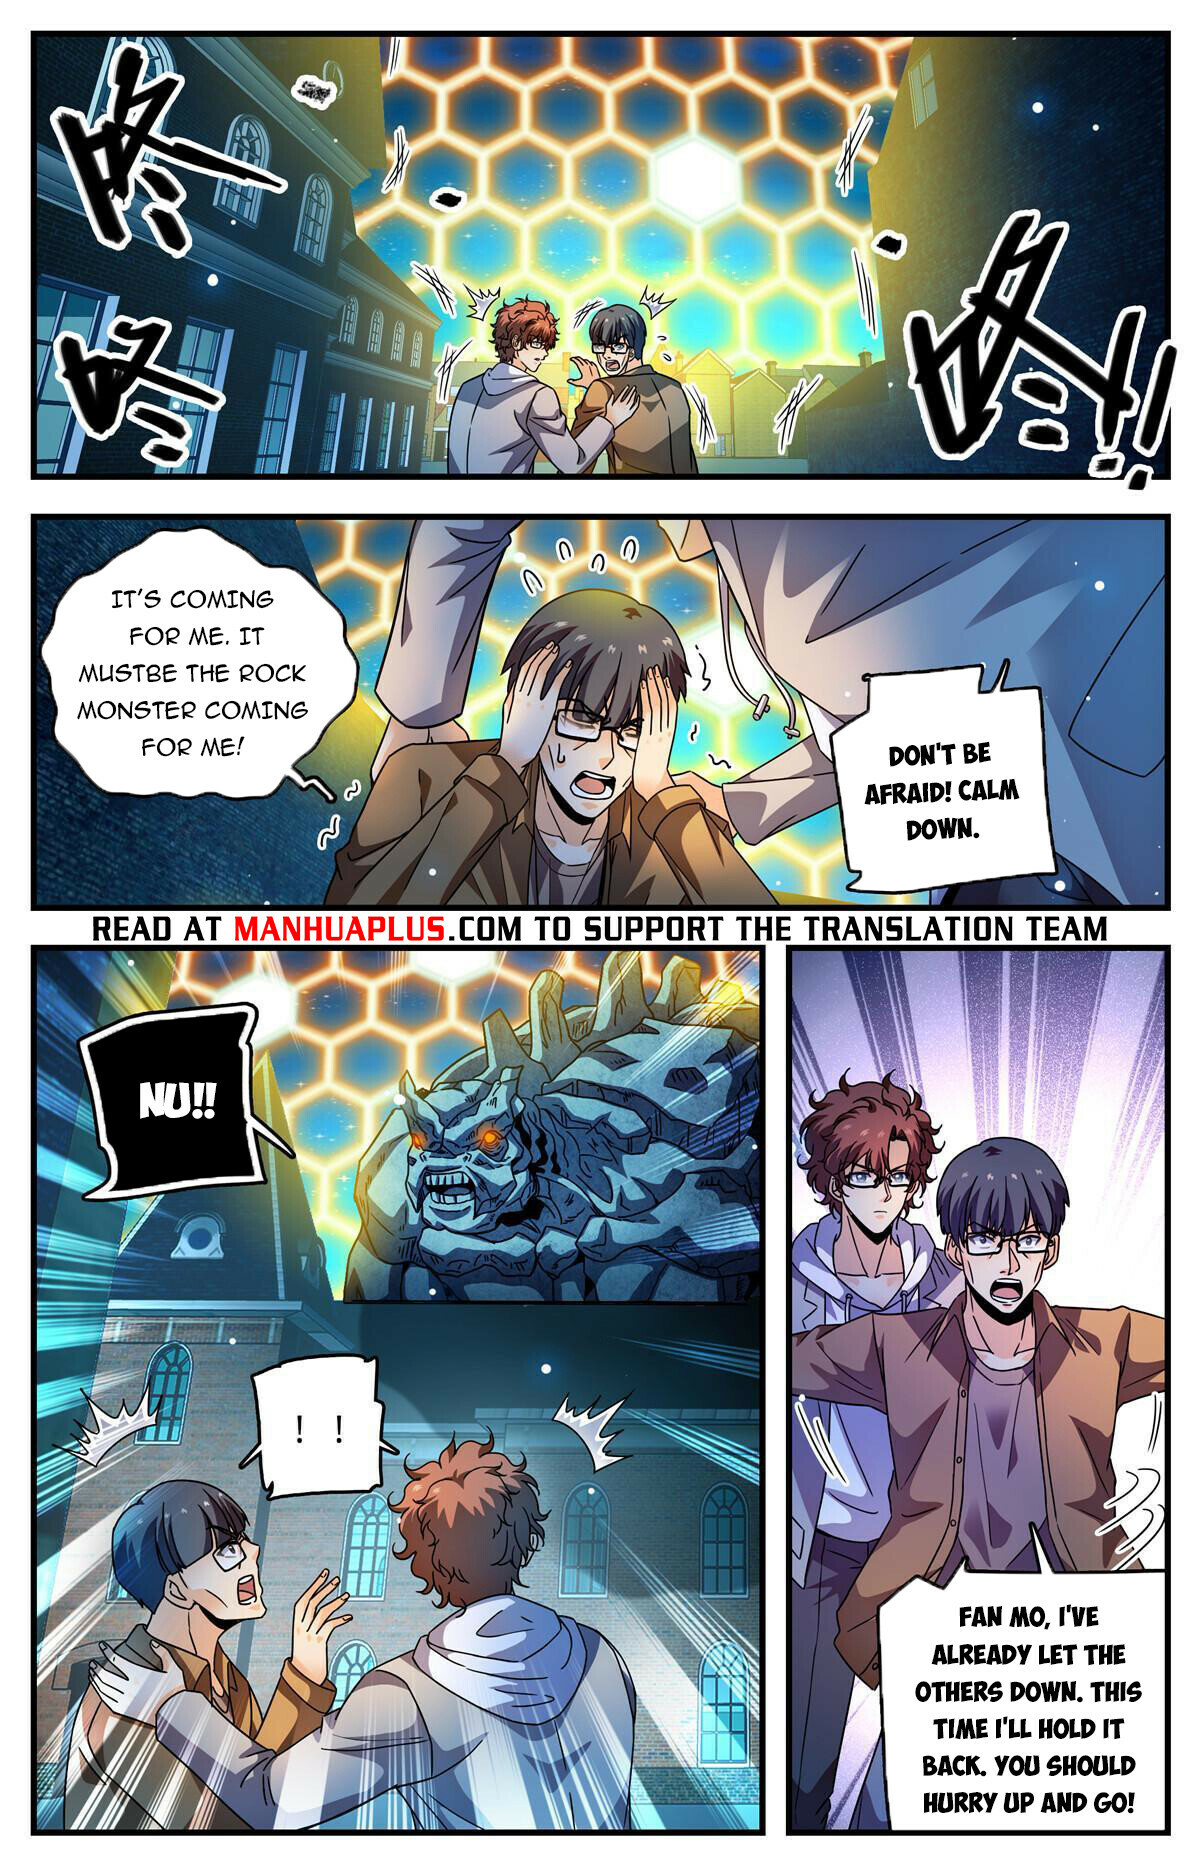 咚
咚
咚!!
IT'S COMING
FOR ME. IT
MUSTBE THE ROCK
MONSTER COMING
FOR ME!
DON'T BE
AFRAID! CALM
DOWN.
READ AT MANHUAPLUS.COM TO SUPPORT THE TRANSLATION TEAM
NU!!
! !
FAN MO, I'VE
ALREADY LET THE
OTHERS DOWN. THIS
TIME I'LL HOLD IT
BACK. YOU SHOULD
HURRY UP AND GO!